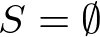 S = ∅